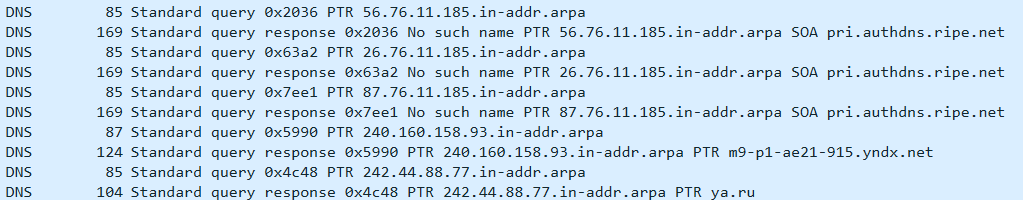 DNS 85 Standard query 0x2036 PTR 56.76.11.185.in-addr.arpa
DNS 169 Standard query response 0x2036 No such name PTR 56.76.11.185.in-addr.arpa SOA pri.authdns.ripe.net
DNS 85 Standard query 0x63a2 PTR 26.76.11.185.in-addr.arpa
DNS 169 Standard query response 0x63a2 No such name PTR 26.76.11.185.in-addr.arpa SOA pri.authdns.ripe.net
DNS 85 Standard query 0x7ee1 PTR 87.76.11.185.in-addr.arpa
DNS 169 Standard query response 0x7ee1 No such name PTR 87.76.11.185.in-addr.arpa SOA pri.authdns.ripe.net
DNS 87 Standard query 0x5990 PTR 240.160.158.93.in-addr.arpa
DNS 124 Standard query response 0x5990 PTR 240.160.158.93.in-addr.arpa PTR m9-p1-ae21-915.yndx.net
DNS 85 Standard query 0x4c48 PTR 242.44.88.77.in-addr.arpa
DNS 104 Standard query response 0x4c48 PTR 242.44.88.77.in-addr.arpa PTR ya.ru